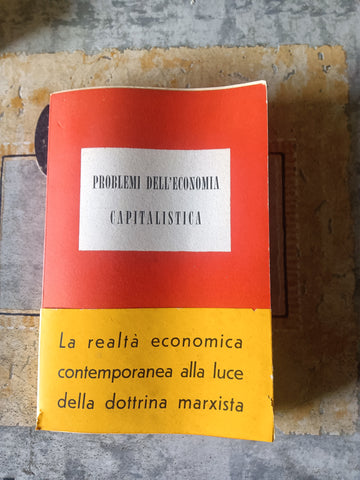 PROBLEMI DELL'ECONOMIA
CAPITALISTICA
La realtà economica
contemporanea alla luce
della dottrina marxista